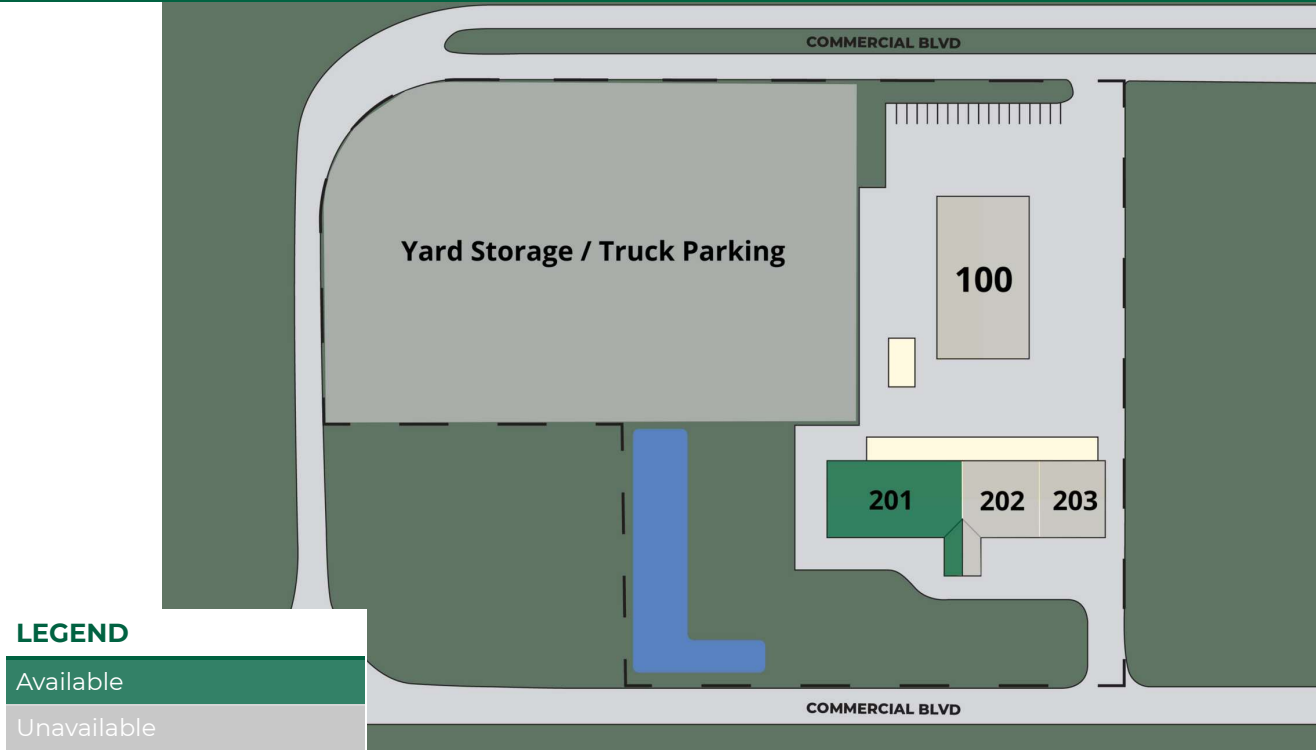 COMMERCIAL BLVD
Yard Storage / Truck Parking
100
201
202
203
LEGEND
Available
Unavailable
COMMERCIAL BLVD